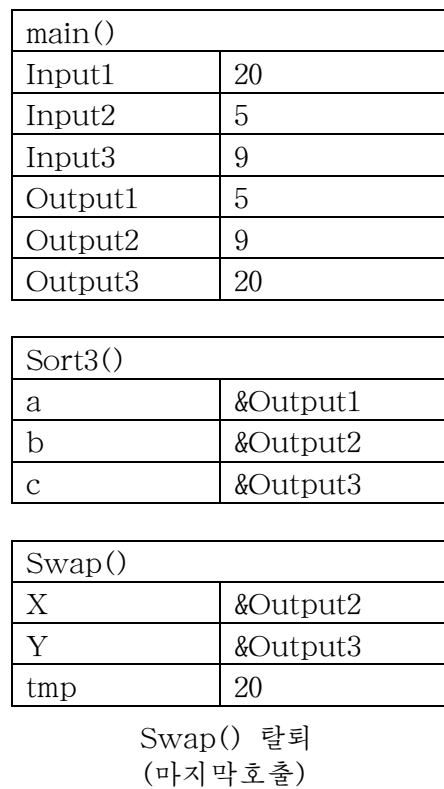 main()
Input1 20
Input2 5
Input3 9
Output1 5
Output2 9
Output3 20
Sort3()
a &Output1
b &Output2
c &Output3
Swap()
X &Output2
Y &Output3
tmp 20
Swap() 탈퇴
(마지막호출)